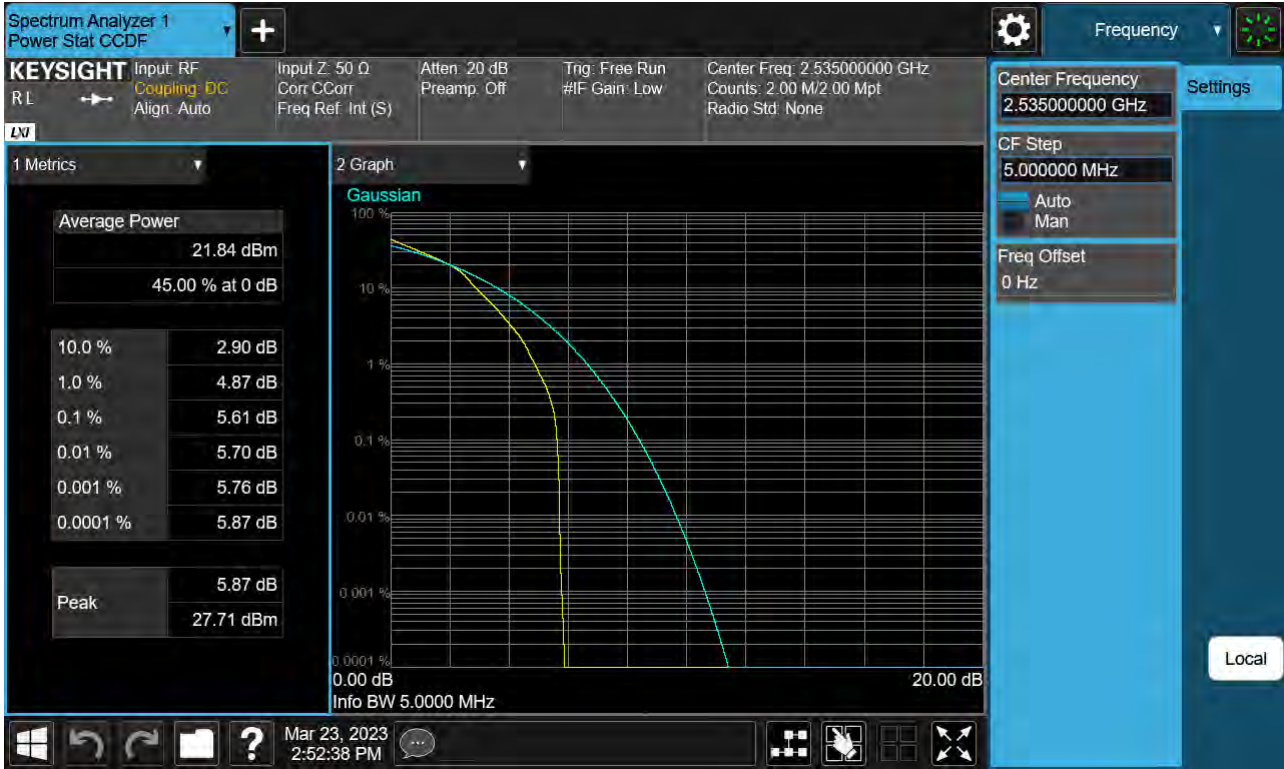 Spectrum Analyzer 1
Power Stat CCDF
+
Frequency
KEYSIGHT
Input: RF
Coupling: DC
Align: Auto
Input Z: 50 Ω
Corr CCorr
Freq Ref: Int (S)
Atten: 20 dB
Preamp: Off
Trig: Free Run
#IF Gain: Low
Center Freq: 2.535000000 GHz
Counts: 2.00 M/2.00 Mpt
Radio Std: None
R L
LXI
Center Frequency
2.535000000 GHz
Settings
CF Step
5.000000 MHz
Auto
Man
Freq Offset
0 Hz
1 Metrics
Average Power
21.84 dBm
45.00 % at 0 dB
10.0 % 2.90 dB
1.0 % 4.87 dB
0.1 % 5.61 dB
0.01 % 5.70 dB
0.001 % 5.76 dB
0.0001 % 5.87 dB
Peak
5.87 dB
27.71 dBm
2 Graph
Gaussian
100 %
10 %
1 %
0.1 %
0.01 %
0.001 %
0.0001 %
0.00 dB
20.00 dB
Info BW 5.0000 MHz
Local
?
Mar 23, 2023
2:52:38 PM